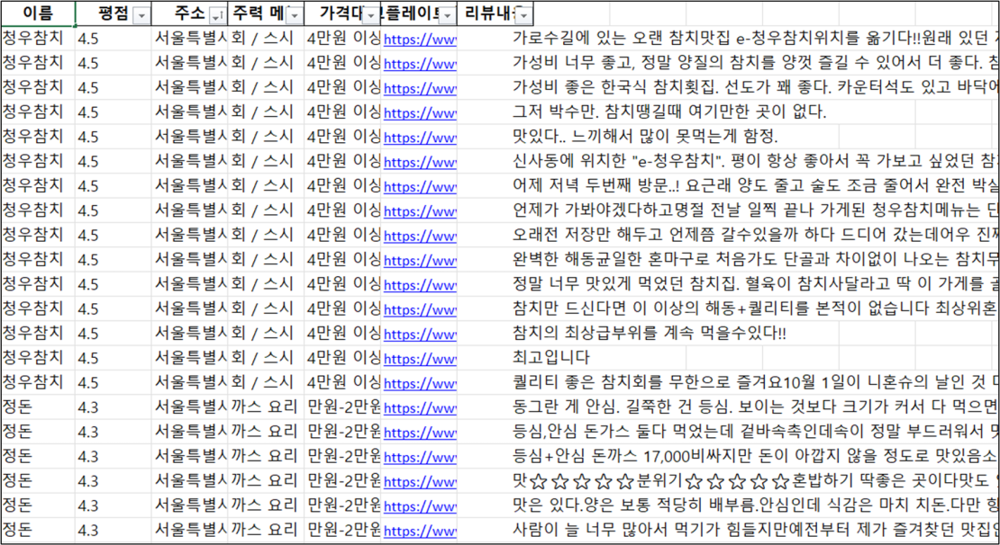 이름 평점 주소 주력 메 가격대 플레이트 리뷰내용
청우참치 4.5 서울특별시 회 / 스시 4만원 이상 https://www 가로수길에 있는 오랜 참치맛집 e-청우참치위치를 옮기다!!원래 있던
청우참치 4.5 서울특별시 회 / 스시 4만원 이상 https://www 가성비 너무 좋고, 정말 양질의 참치를 양껏 즐길 수 있어서 더 좋다. 참
청우참치 4.5 서울특별시 회 / 스시 4만원 이상 https://www 가성비 좋은 한국식 참치횟집. 선도가 꽤 좋다. 카운터석도 있고 바닥에
청우참치 4.5 서울특별시 회 / 스시 4만원 이상 https://www 그저 박수만. 참치땡길때 여기만한 곳이 없다.
청우참치 4.5 서울특별시 회 / 스시 4만원 이상 https://www 맛있다.. 느끼해서 많이 못먹는게 함정.
청우참치 4.5 서울특별시 회 / 스시 4만원 이상 https://www 신사동에 위치한 "e-청우참치". 평이 항상 좋아서 꼭 가보고 싶었던 참
청우참치 4.5 서울특별시 회 / 스시 4만원 이상 https://www 어제 저녁 두번째 방문..! 요근래 양도 줄고 술도 조금 줄어서 완전 박살
청우참치 4.5 서울특별시 회 / 스시 4만원 이상 https://www 언제가 가봐야겠다하고명절 전날 일찍 끝나 가게된 청우참치메뉴는 단
청우참치 4.5 서울특별시 회 / 스시 4만원 이상 https://www 오래전 저장만 해두고 언제쯤 갈수있을까 하다 드디어 갔는데어우 진짜
청우참치 4.5 서울특별시 회 / 스시 4만원 이상 https://www 완벽한 해동균일한 혼마구로 처음가도 단골과 차이없이 나오는 참치무
청우참치 4.5 서울특별시 회 / 스시 4만원 이상 https://www 정말 너무 맛있게 먹었던 참치집. 혈육이 참치사달라고 딱 이 가게를 골
청우참치 4.5 서울특별시 회 / 스시 4만원 이상 https://www 참치만 드신다면 이 이상의 해동+퀄리티를 본적이 없습니다 최상위혼
청우참치 4.5 서울특별시 회 / 스시 4만원 이상 https://www 참치의 최상급부위를 계속 먹을수있다!!
청우참치 4.5 서울특별시 회 / 스시 4만원 이상 https://www 최고입니다
청우참치 4.5 서울특별시 회 / 스시 4만원 이상 https://www 퀄리티 좋은 참치회를 무한으로 즐겨요10월 1일이 니혼슈의 날인 것
정돈 4.3 서울특별시 까스 요리 만원-2만원 https://www 동그란 게 안심. 길쭉한 건 등심. 보이는 것보다 크기가 커서 다 먹으면
정돈 4.3 서울특별시 까스 요리 만원-2만원 https://www 등심,안심 돈가스 둘다 먹었는데 겉바속촉인데속이 정말 부드러워서 맛
정돈 4.3 서울특별시 까스 요리 만원-2만원 https://www 등심+안심 돈까스 17,000비싸지만 돈이 아깝지 않을 정도로 맛있음소
정돈 4.3 서울특별시 까스 요리 만원-2만원 https://www 맛☆☆☆☆☆분위기☆☆☆☆☆혼밥하기 딱좋은 곳이다맛도
정돈 4.3 서울특별시 까스 요리 만원-2만원 https://www 맛은 있다.양은 보통 적당히 배부름.안심인데 식감은 마치 치돈.다만 향
정돈 4.3 서울특별시 까스 요리 만원-2만원 https://www 사람이 늘 너무 많아서 먹기가 힘들지만예전부터 제가 즐겨찾던 맛집인